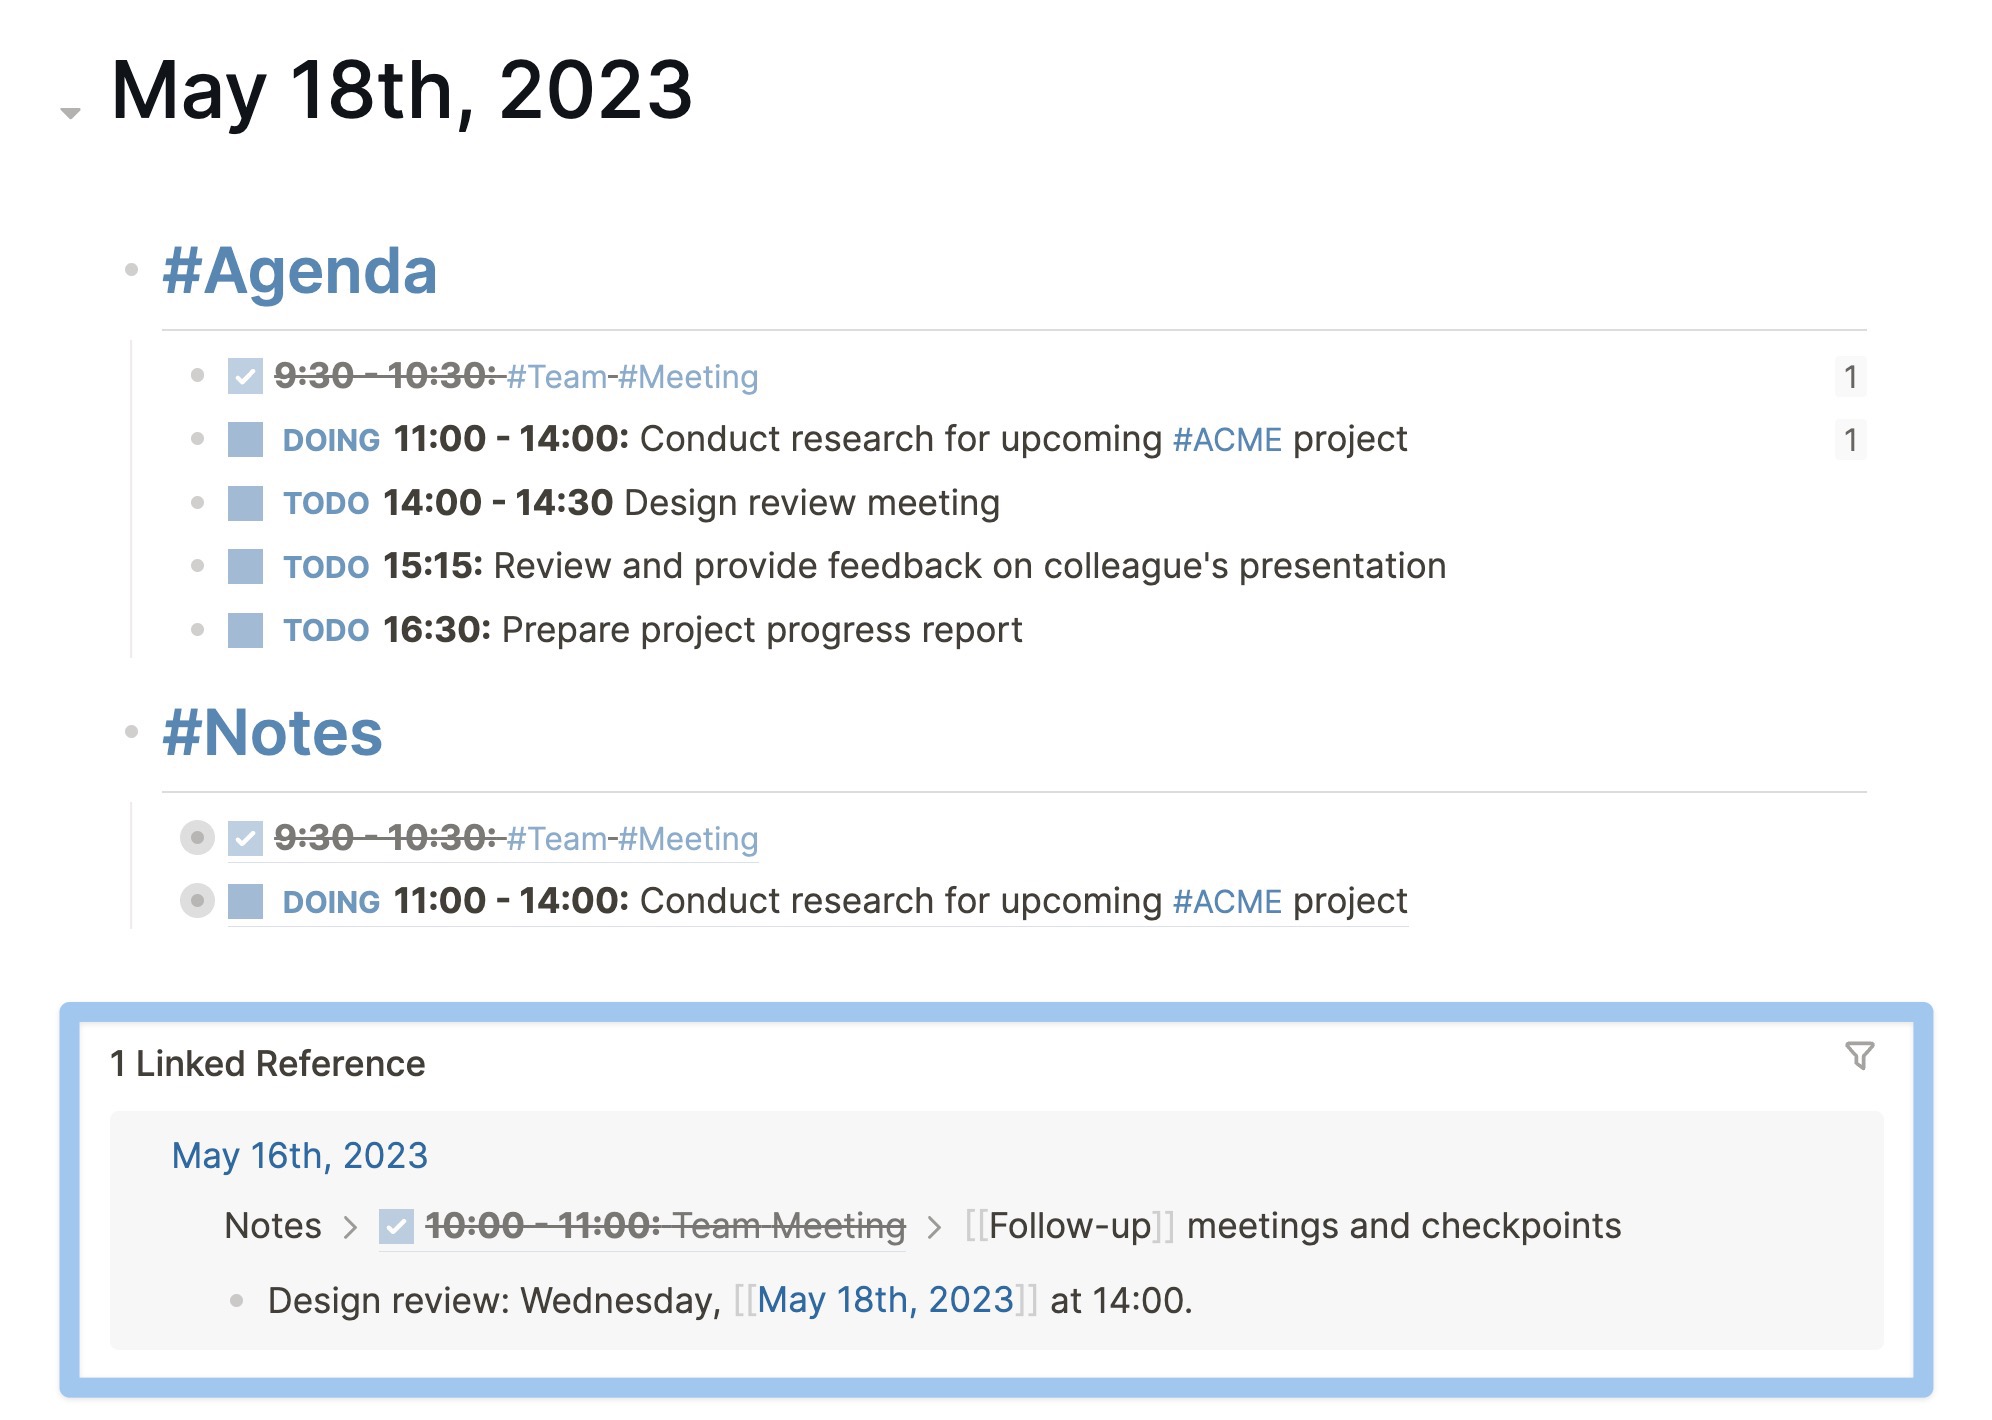 May 18th, 2023
#Agenda
9:30 - 10:30: #Team #Meeting 1
DOING 11:00 - 14:00: Conduct research for upcoming #ACME project 1
TODO 14:00 - 14:30 Design review meeting
TODO 15:15: Review and provide feedback on colleague's presentation
TODO 16:30: Prepare project progress report
#Notes
9:30 - 10:30: #Team #Meeting
DOING 11:00 - 14:00: Conduct research for upcoming #ACME project
1 Linked Reference
May 16th, 2023
Notes > 10:00 - 11:00: Team Meeting > [[Follow-up]] meetings and checkpoints
Design review: Wednesday, [[May 18th, 2023]] at 14:00.